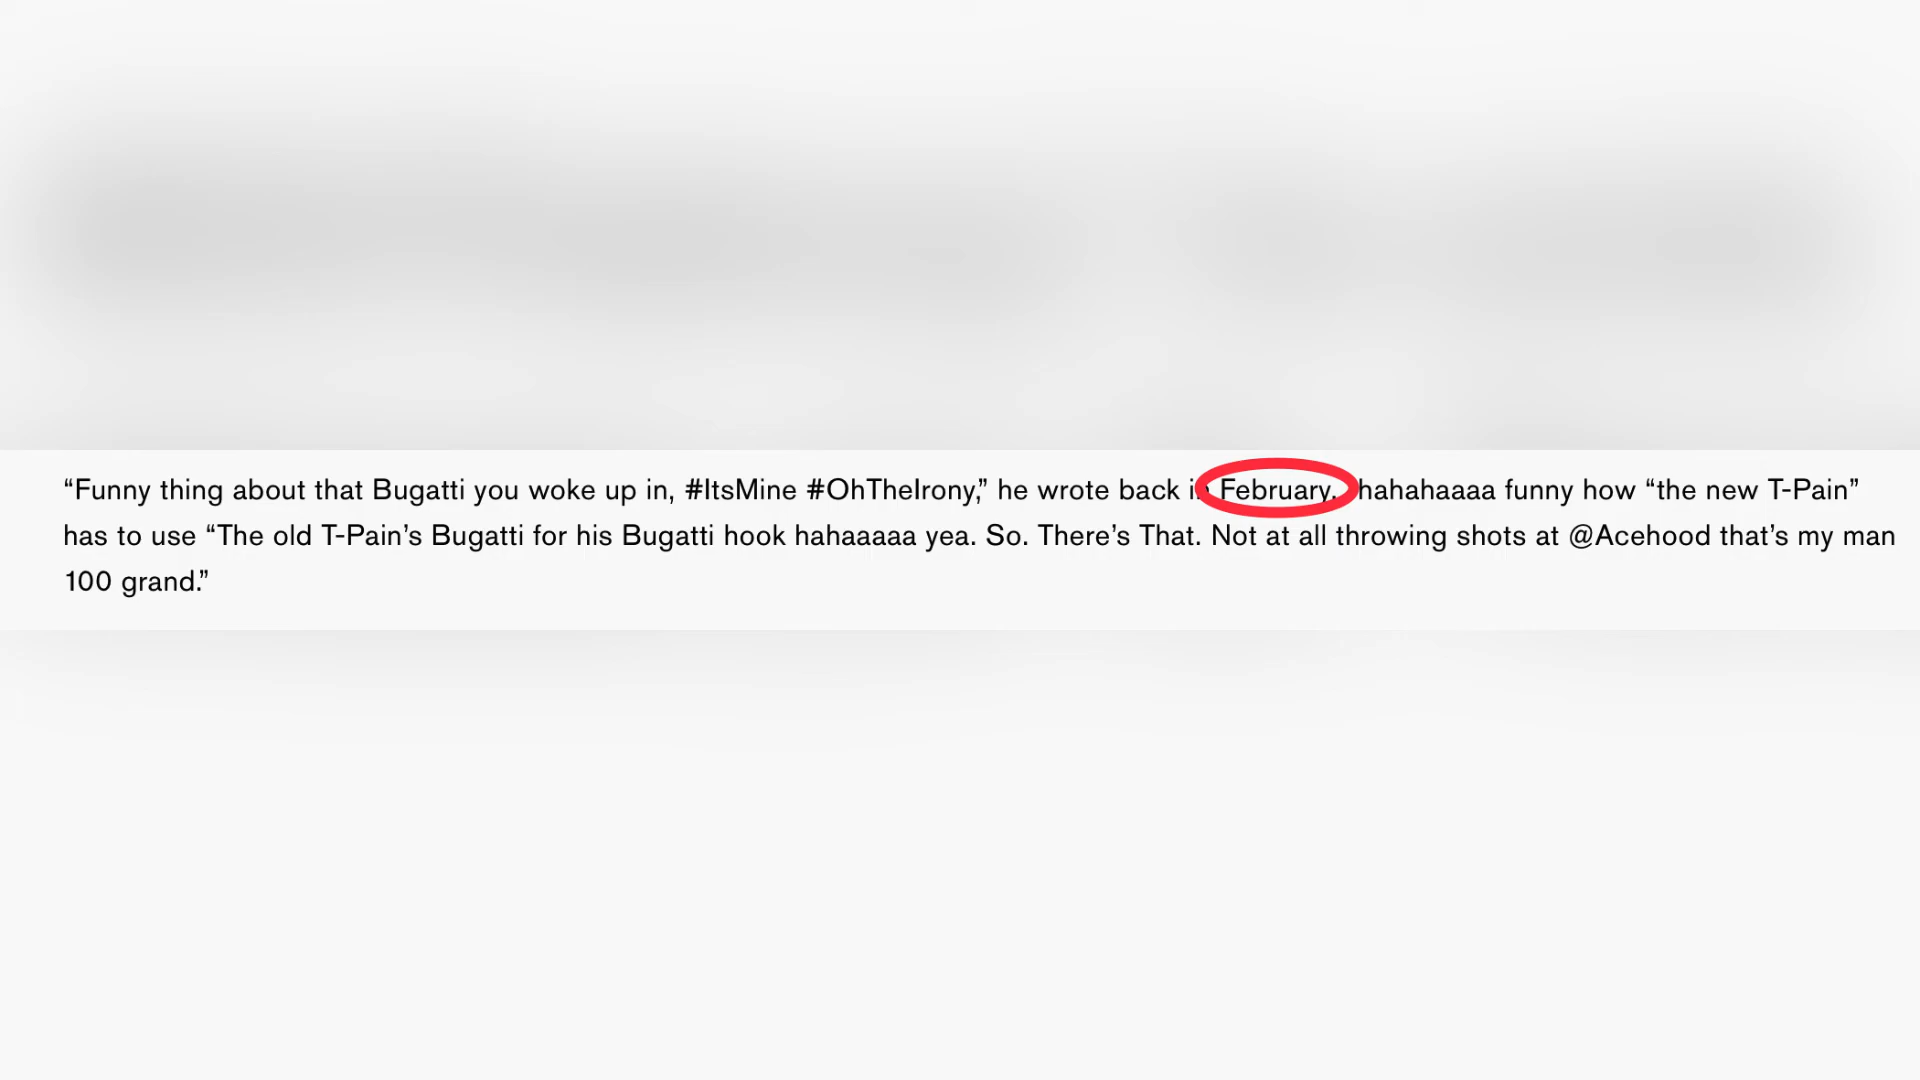 “Funny thing about that Bugatti you woke up in, #ItsMine #OhTheIrony,” he wrote back in February. hahahaaaa funny how “the new T-Pain”
has to use “The old T-Pain’s Bugatti for his Bugatti hook hahaaaaa yea. So. There’s That. Not at all throwing shots at @Acehood that’s my man
100 grand.”